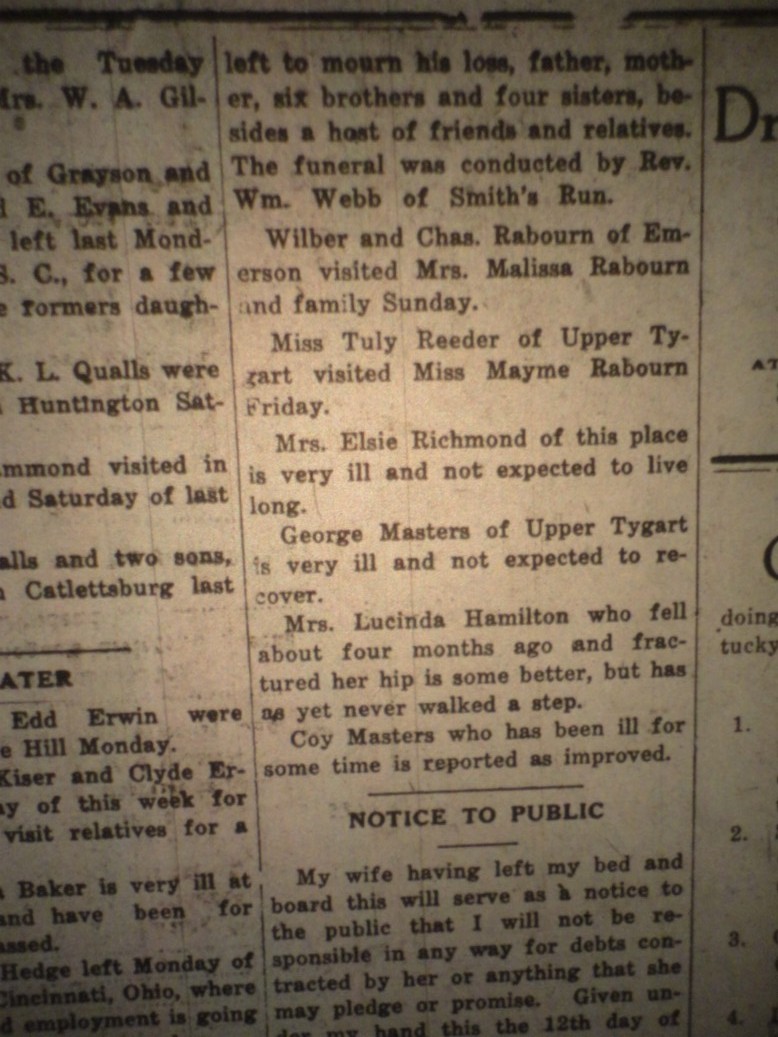 the Tuesday
Mrs. W. A. Gil-
of Grayson and
E. Evans and
left last Mond-
S. C., for a few
formers daugh-
K. L. Qualls were
Huntington Sat-
mmond visited in
d Saturday of last
alls and two sons,
Catlettsburg last
ATER
Edd Erwin were
e Hill Monday.
Kiser and Clyde Er-
ay of this week for
visit relatives for a
Baker is very ill at
and have been for
assed.
Hedge left Monday of
Cincinnati, Ohio, where
d employment is going
left to mourn his loss, father, moth-
er, six brothers and four sisters, be-
sides a host of friends and relatives.
The funeral was conducted by Rev.
Wm. Webb of Smith's Run.
Wilber and Chas. Rabourn of Em-
erson visited Mrs. Malissa Rabourn
and family Sunday.
Miss Tuly Reeder of Upper Ty-
gart visited Miss Mayme Rabourn
Friday.
Mrs. Elsie Richmond of this place
is very ill and not expected to live
long.
George Masters of Upper Tygart
is very ill and not expected to re-
cover.
Mrs. Lucinda Hamilton who fell
about four months ago and frac-
tured her hip is some better, but has
as yet never walked a step.
Coy Masters who has been ill for
some time is reported as improved.
NOTICE TO PUBLIC
My wife having left my bed and
board this will serve as a notice to
the public that I will not be re-
sponsible in any way for debts con-
tracted by her or anything that she
may pledge or promise. Given un-
der my hand this the 12th day of
Dr
AT
doing
tucky
1.
2.
3.
4.